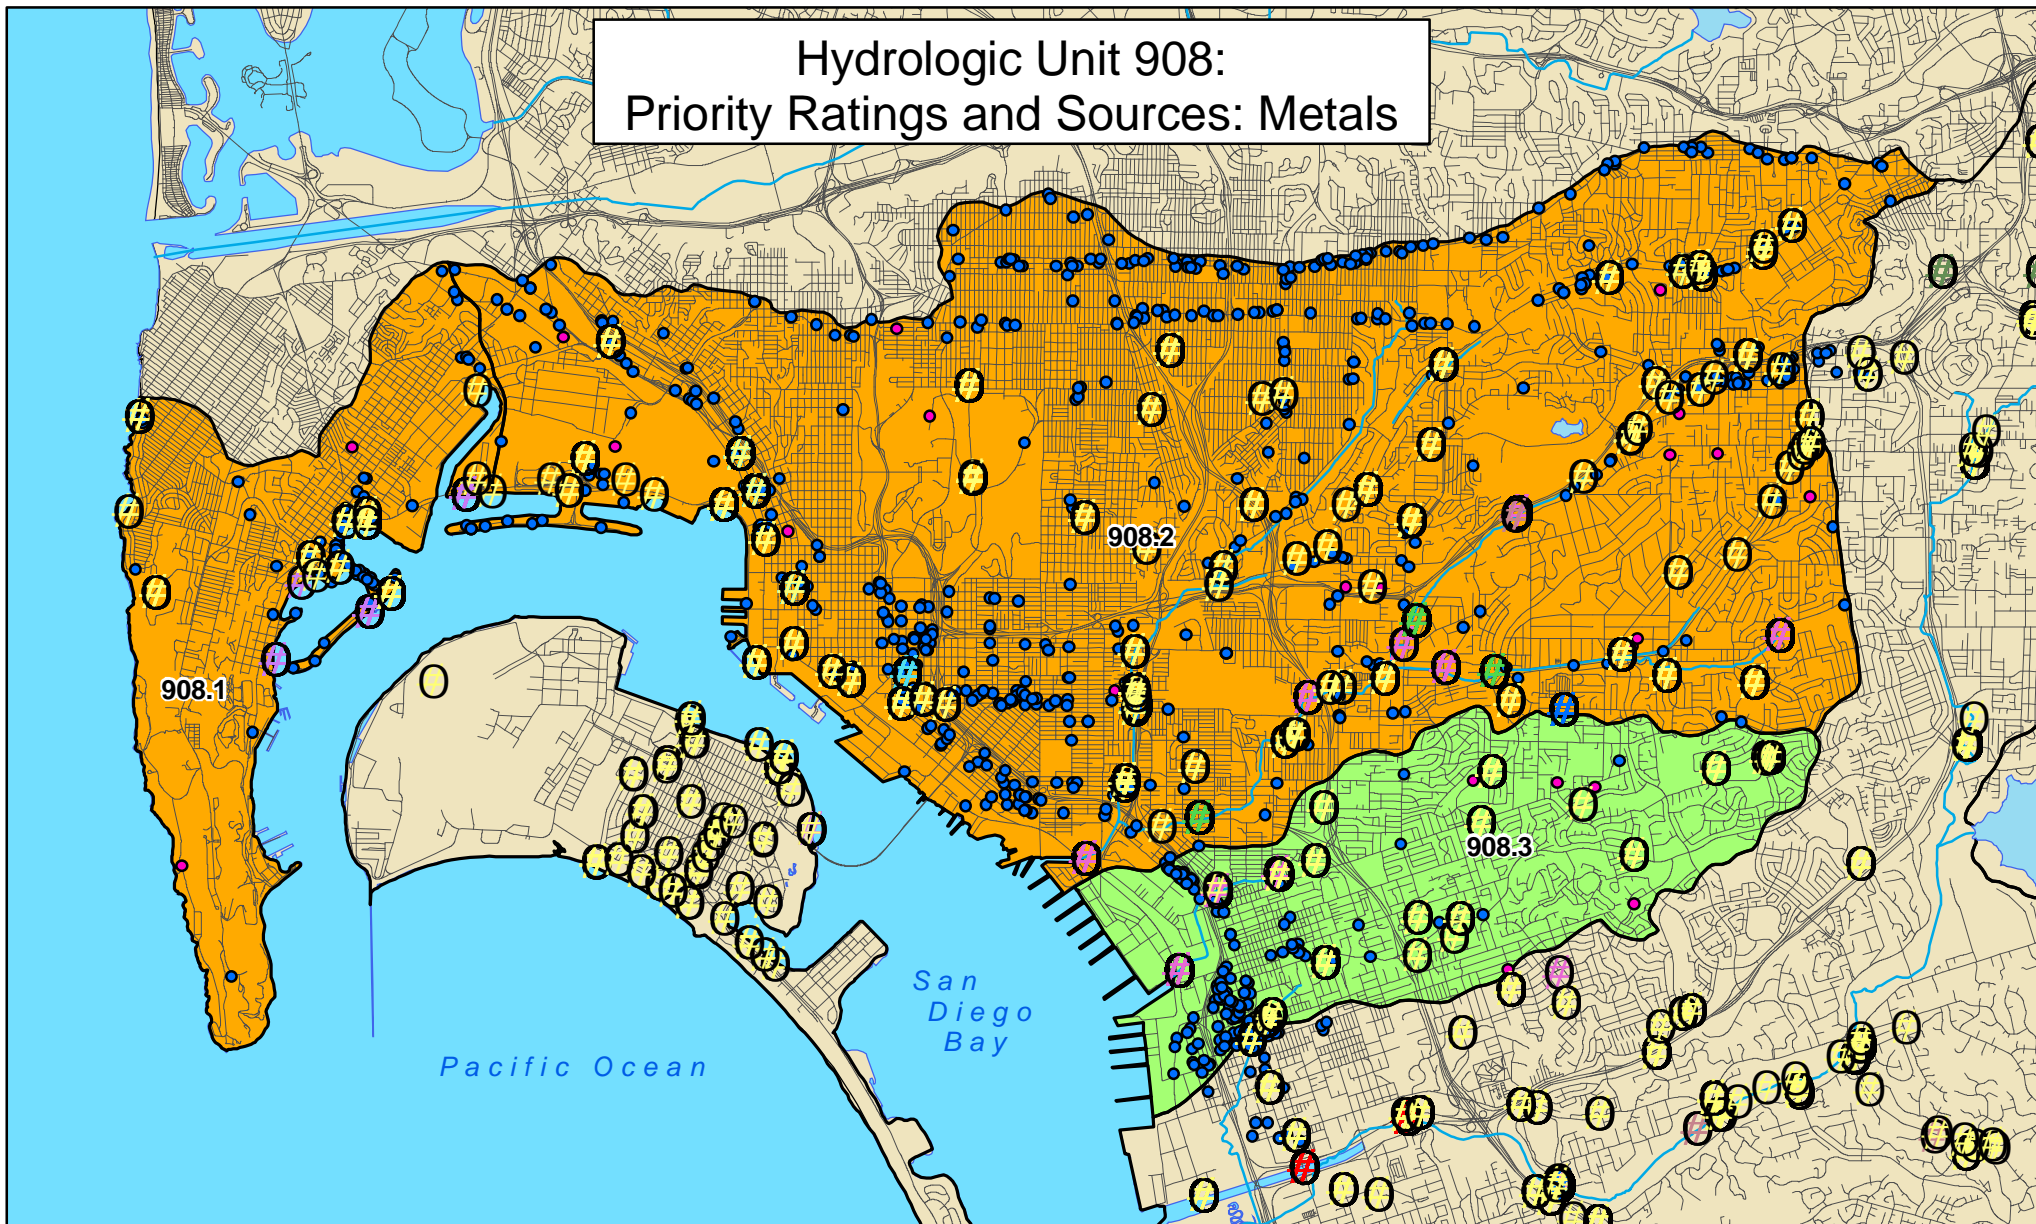 Hydrologic Unit 908:
Priority Ratings and Sources: Metals
908.2
908.1
908.3
San
Diego
Bay
Pacific Ocean